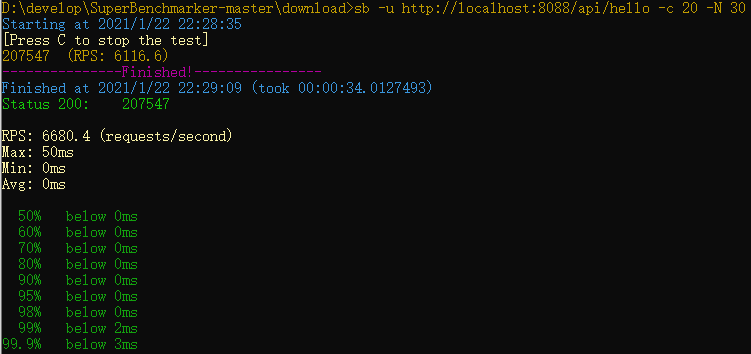 D:\develop\SuperBenchmarker-master\download>sb -u http://localhost:8088/api/hello -c 20 -N 30
Starting at 2021/1/22 22:28:35
[Press C to stop the test]
207547  (RPS: 6116.6)
---------------Finished!----------------
Finished at 2021/1/22 22:29:09 (took 00:00:34.0127493)
Status 200:    207547

RPS: 6680.4 (requests/second)
Max: 50ms
Min: 0ms
Avg: 0ms

  50%   below 0ms
  60%   below 0ms
  70%   below 0ms
  80%   below 0ms
  90%   below 0ms
  95%   below 0ms
  98%   below 0ms
  99%   below 2ms
99.9%   below 3ms